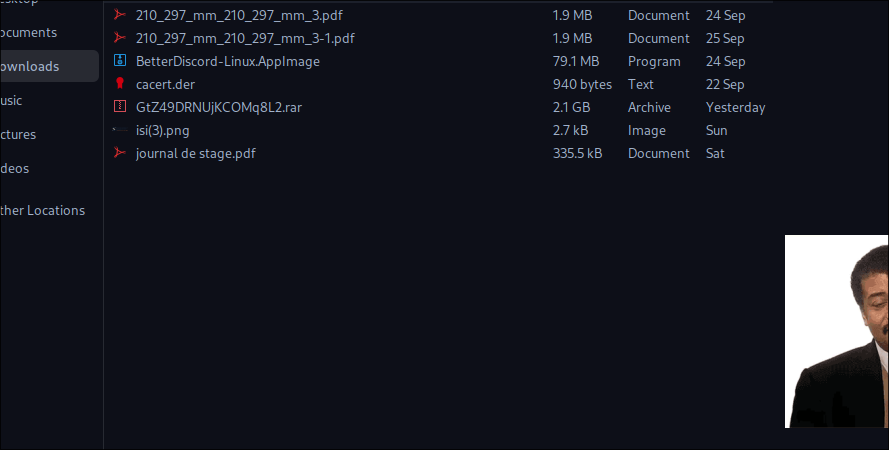 esktop
ocuments
ownloads
usic
ctures
deos
ther Locations
210_297_mm_210_297_mm_3.pdf 1.9 MB Document 24 Sep
210_297_mm_210_297_mm_3-1.pdf 1.9 MB Document 25 Sep
BetterDiscord-Linux.AppImage 79.1 MB Program 24 Sep
cacert.der 940 bytes Text 22 Sep
GtZ49DRNUjKCOMq8L2.rar 2.1 GB Archive Yesterday
isi(3).png 2.7 kB Image Sun
journal de stage.pdf 335.5 kB Document Sat